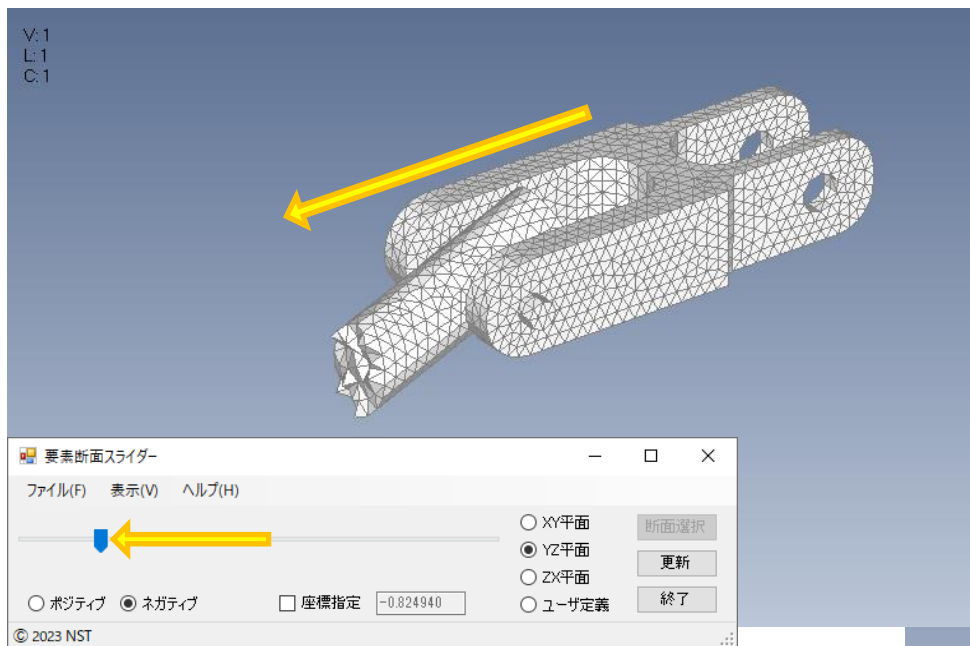 V: 1
L: 1
C: 1
要素断面スライダー
ファイル(F) 表示(V) ヘルプ(H)
XY平面 断面選択
YZ平面 更新
ZX平面
ポジティブ ネガティブ 座標指定 -0.824940 ユーザ定義 終了
© 2023 NST